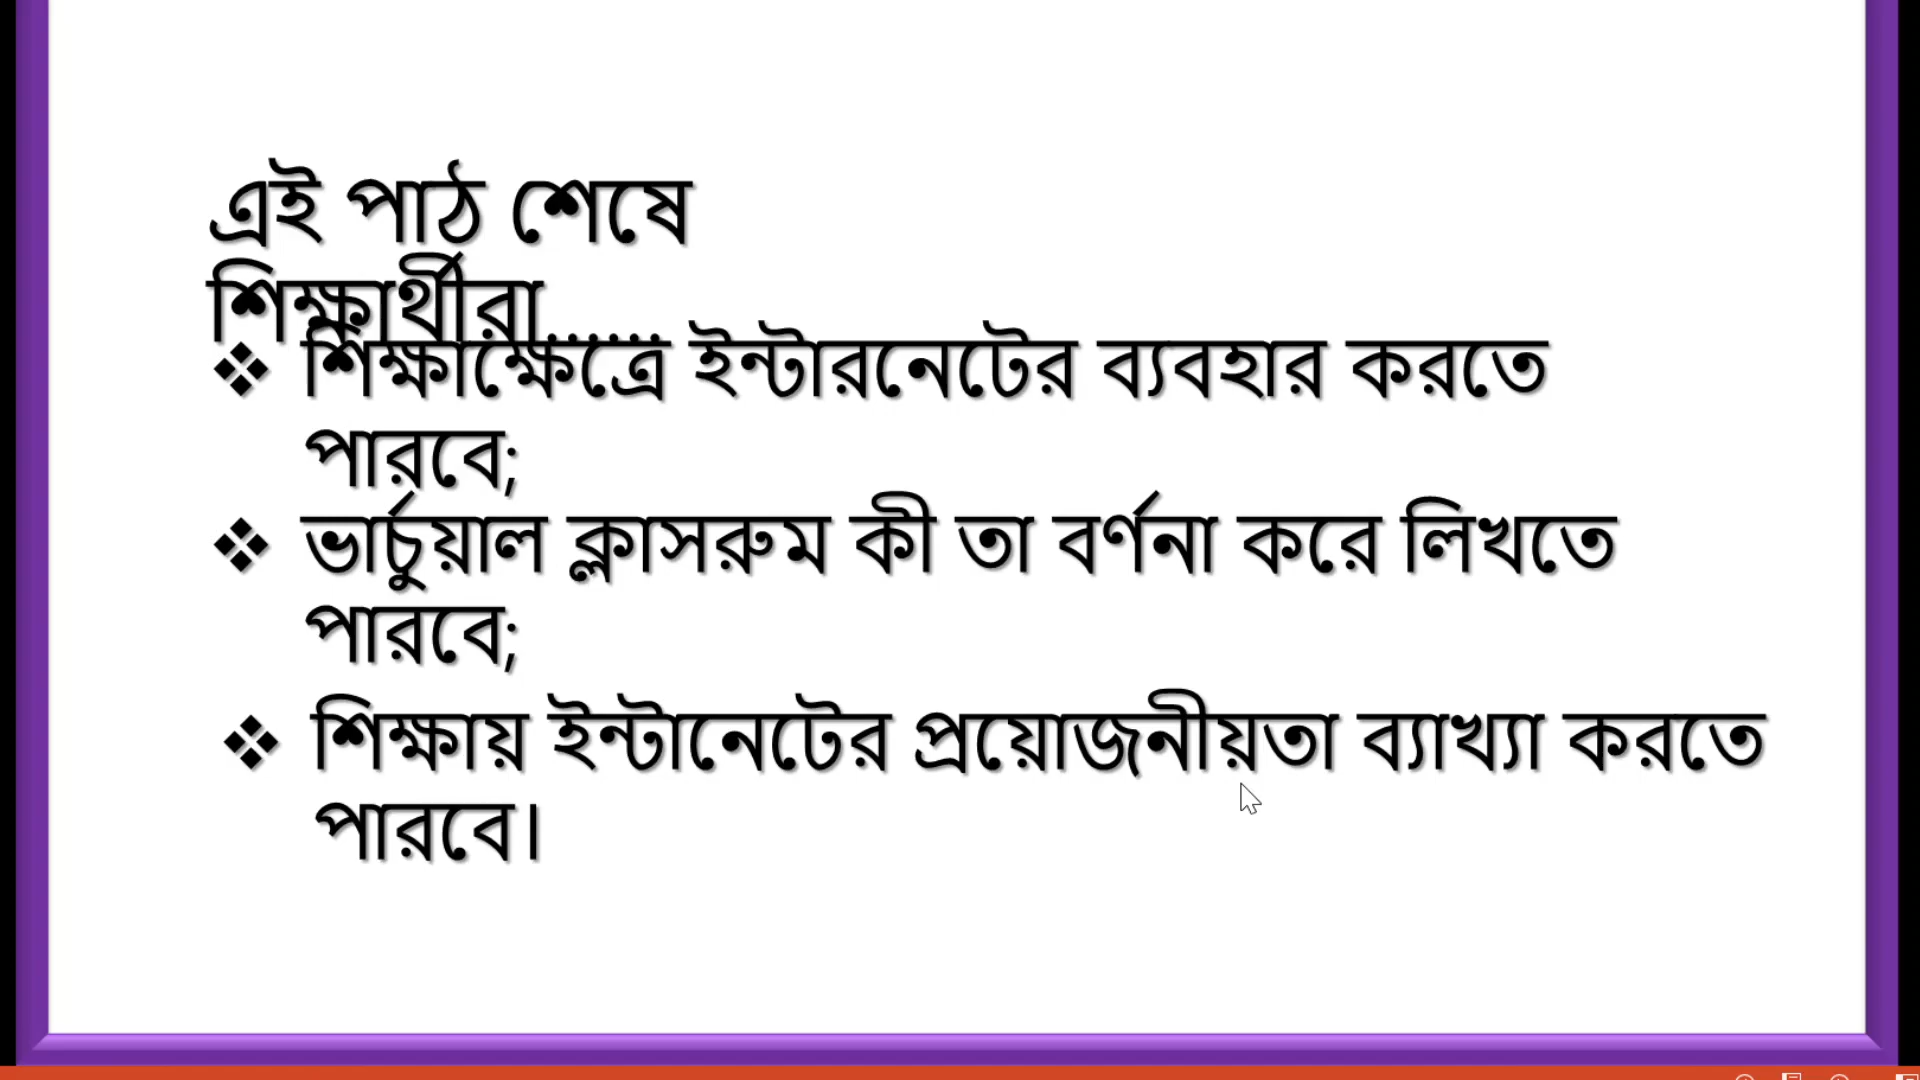 এই পাঠ শেষে
শিক্ষার্থীরা......
❖ শিক্ষাক্ষেত্রে ইন্টারনেটের ব্যবহার করতে
পারবে;
❖ ভার্চুয়াল ক্লাসরুম কী তা বর্ণনা করে লিখতে
পারবে;
❖ শিক্ষায় ইন্টানেটের প্রয়োজনীয়তা ব্যাখ্যা করতে
পারবে।